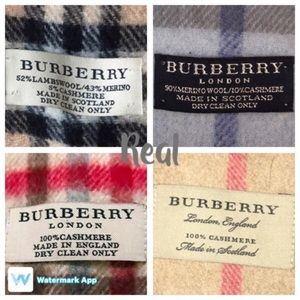 BURBERRY
52% LAMBSWOOL/43% MERINO
5% CASHMERE
MADE IN SCOTLAND
DRY CLEAN ONLY
BURBERRY
LONDON
90% MERINO WOOL/10% CASHMERE
MADE IN SCOTLAND
DRY CLEAN ONLY
Real
BURBERRY
LONDON
100% CASHMERE
MADE IN ENGLAND
DRY CLEAN ONLY
BURBERRY
London, England
100% CASHMERE
Made in Scotland
Watermark App